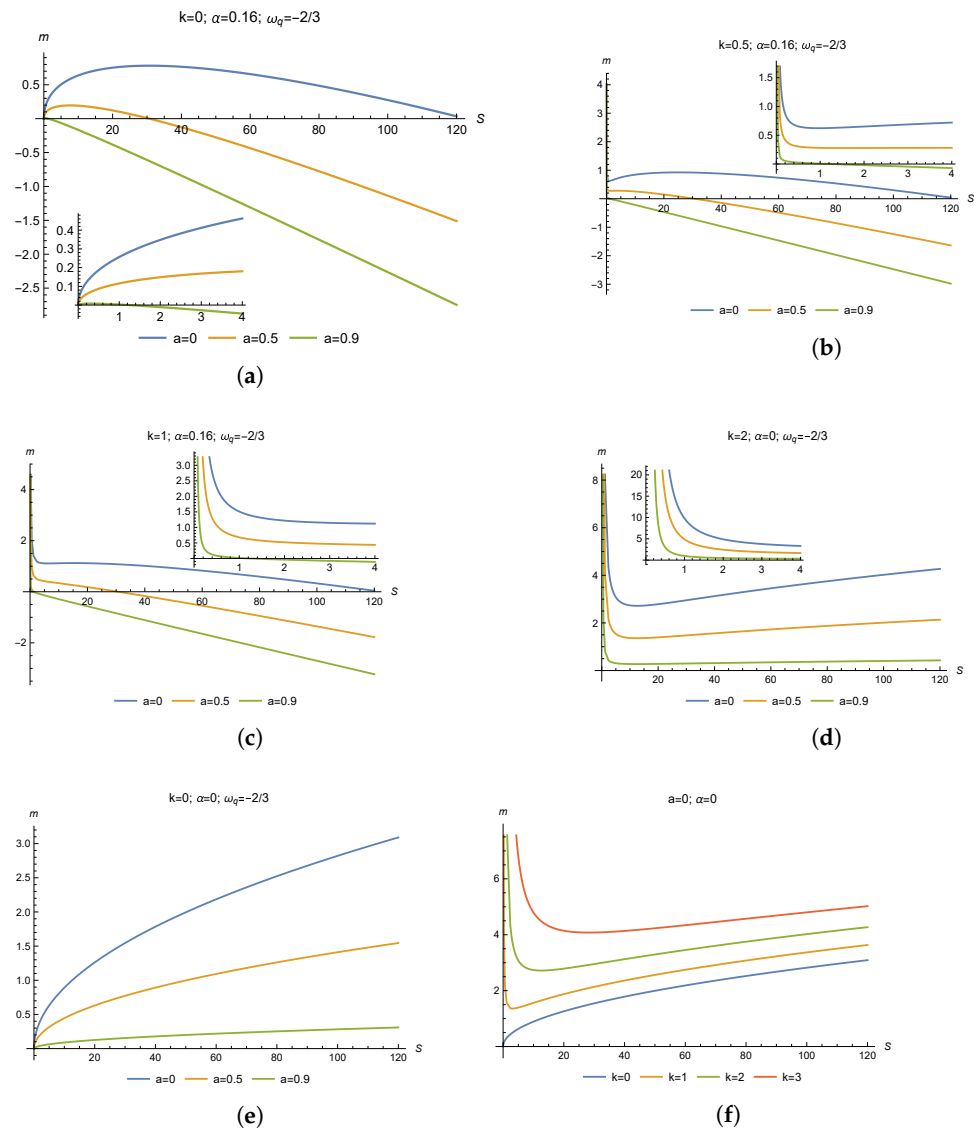 k=0; α=0.16; ω_q=−2/3
m
0.5
20 40 60 80 100 120 S
−0.5
−1.0
−1.5
−2.0
−2.5
0.4
0.3
0.2
0.1
1 2 3 4
a=0 a=0.5 a=0.9
(a)
k=0.5; α=0.16; ω_q=−2/3
m
4
3
2
1
20 40 60 80 100 120 S
−1
−2
−3
1.5
1.0
0.5
1 2 3 4
a=0 a=0.5 a=0.9
(b)
k=1; α=0.16; ω_q=−2/3
m
4
2
20 40 60 80 100 120 S
−2
3.0
2.5
2.0
1.5
1.0
0.5
1 2 3 4
a=0 a=0.5 a=0.9
(c)
k=2; α=0; ω_q=−2/3
m
8
6
4
2
20 40 60 80 100 120 S
20
15
10
5
1 2 3 4
a=0 a=0.5 a=0.9
(d)
k=0; α=0; ω_q=−2/3
m
3.0
2.5
2.0
1.5
1.0
0.5
20 40 60 80 100 120 S
a=0 a=0.5 a=0.9
(e)
a=0; α=0
m
6
4
2
20 40 60 80 100 120 S
k=0 k=1 k=2 k=3
(f)